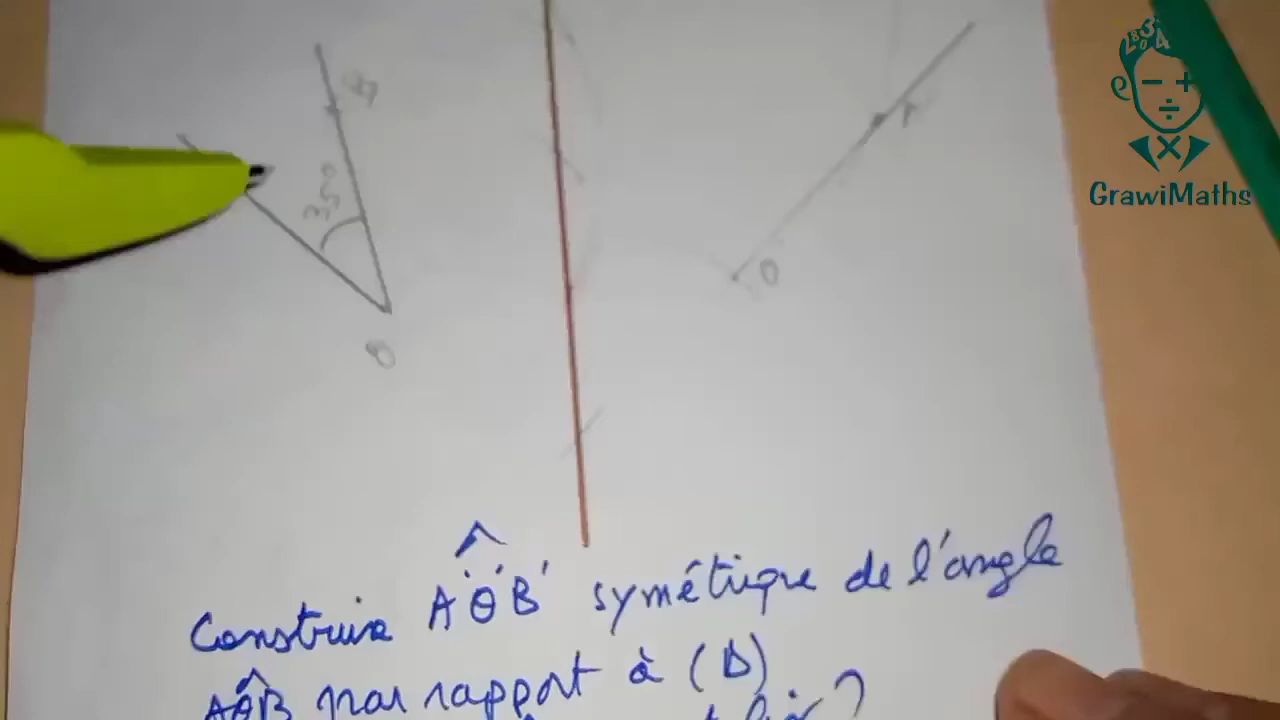 B
35°
O
A
O
GrawiMaths
Construire A'O'B' symétrique de l'angle
AOB par rapport à (D)